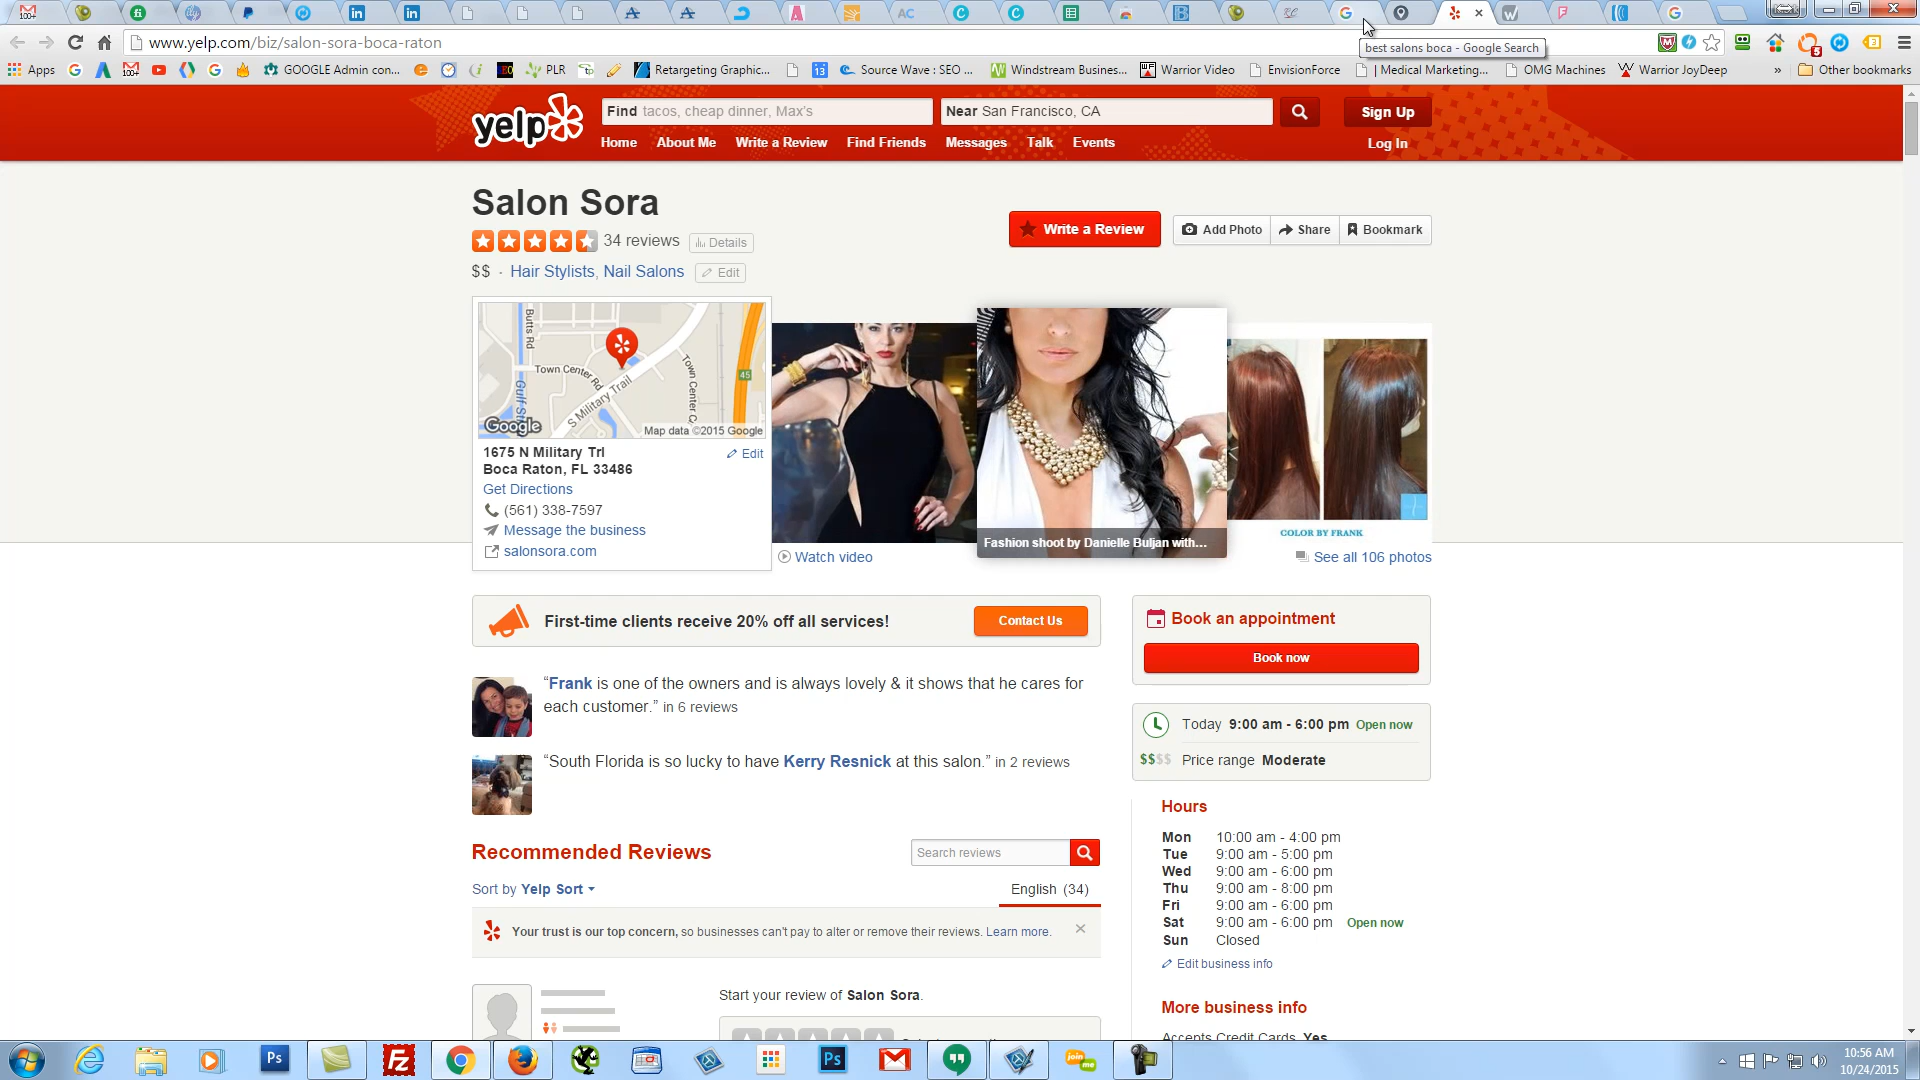 www.yelp.com/biz/salon-sora-boca-raton
best salons boca - Google Search
Apps
GOOGLE Admin con...
PLR
Retargeting Graphic...
13
Source Wave : SEO ...
Windstream Busines...
Warrior Video
EnvisionForce
| Medical Marketing...
OMG Machines
Warrior JoyDeep
»
Other bookmarks
yelp
Find tacos, cheap dinner, Max's
Near San Francisco, CA
Sign Up
Home
About Me
Write a Review
Find Friends
Messages
Talk
Events
Log In
Salon Sora
34 reviews
Details
Write a Review
Add Photo
Share
Bookmark
$$ · Hair Stylists, Nail Salons
Edit
Butts Rd
Town Center Rd
Gulf St
S Military Trail
Town Center C
45
Google
Map data ©2015 Google
1675 N Military Trl
Boca Raton, FL 33486
Edit
Get Directions
(561) 338-7597
Message the business
salonsora.com
Watch video
Fashion shoot by Danielle Buljan with...
COLOR BY FRANK
See all 106 photos
First-time clients receive 20% off all services!
Contact Us
Book an appointment
Book now
“Frank is one of the owners and is always lovely & it shows that he cares for
each customer.” in 6 reviews
Today 9:00 am - 6:00 pm Open now
$$$$ Price range Moderate
“South Florida is so lucky to have Kerry Resnick at this salon.” in 2 reviews
Hours
Mon 10:00 am - 4:00 pm
Tue 9:00 am - 5:00 pm
Wed 9:00 am - 6:00 pm
Thu 9:00 am - 8:00 pm
Fri 9:00 am - 6:00 pm
Sat 9:00 am - 6:00 pm Open now
Sun Closed
Edit business info
Recommended Reviews
Search reviews
Sort by Yelp Sort
English (34)
Your trust is our top concern, so businesses can't pay to alter or remove their reviews. Learn more.
Start your review of Salon Sora.
More business info
Accepts Credit Cards Yes
10:56 AM
10/24/2015